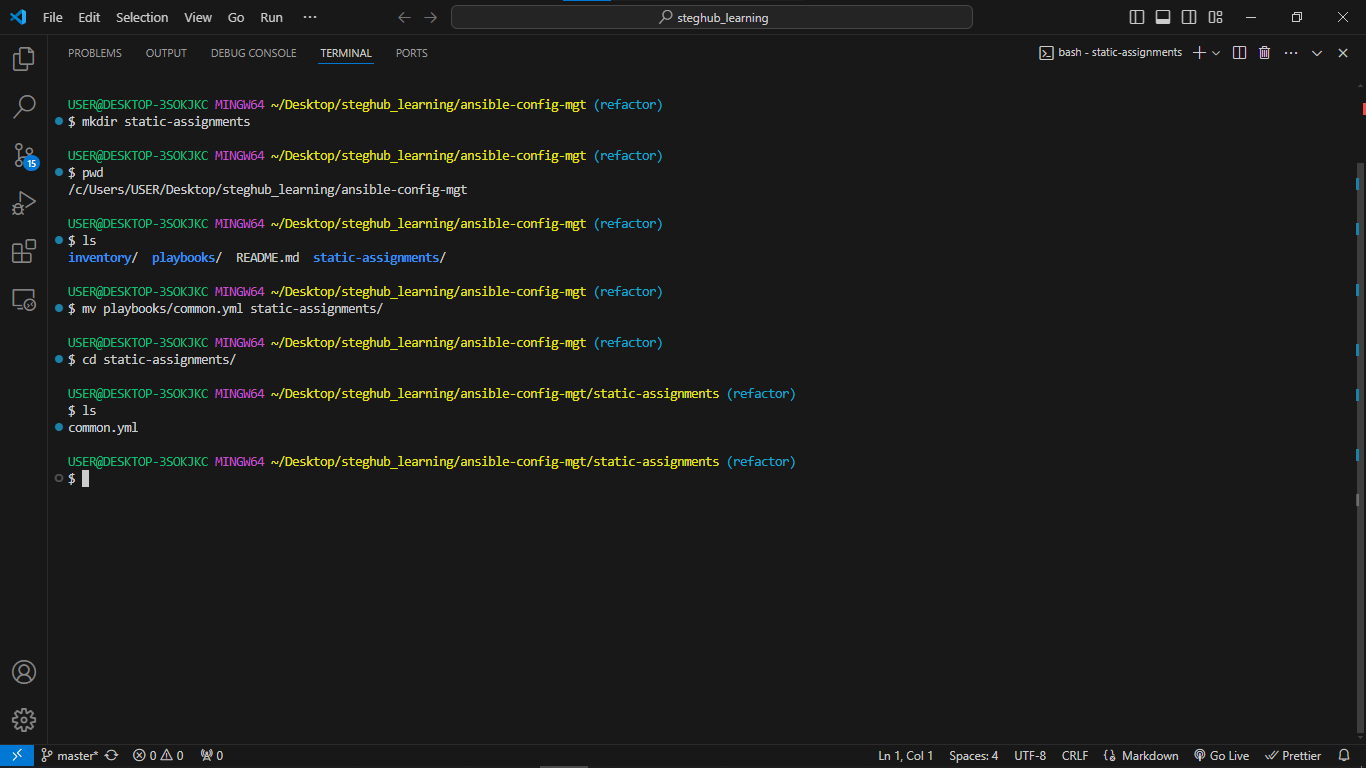 File Edit Selection View Go Run ··· steghub_learning
PROBLEMS OUTPUT DEBUG CONSOLE TERMINAL PORTS bash - static-assignments
USER@DESKTOP-3SOKJKC MINGW64 ~/Desktop/steghub_learning/ansible-config-mgt (refactor)
$ mkdir static-assignments
USER@DESKTOP-3SOKJKC MINGW64 ~/Desktop/steghub_learning/ansible-config-mgt (refactor)
$ pwd
/c/Users/USER/Desktop/steghub_learning/ansible-config-mgt
USER@DESKTOP-3SOKJKC MINGW64 ~/Desktop/steghub_learning/ansible-config-mgt (refactor)
$ ls
inventory/ playbooks/ README.md static-assignments/
USER@DESKTOP-3SOKJKC MINGW64 ~/Desktop/steghub_learning/ansible-config-mgt (refactor)
$ mv playbooks/common.yml static-assignments/
USER@DESKTOP-3SOKJKC MINGW64 ~/Desktop/steghub_learning/ansible-config-mgt (refactor)
$ cd static-assignments/
USER@DESKTOP-3SOKJKC MINGW64 ~/Desktop/steghub_learning/ansible-config-mgt/static-assignments (refactor)
$ ls
common.yml
USER@DESKTOP-3SOKJKC MINGW64 ~/Desktop/steghub_learning/ansible-config-mgt/static-assignments (refactor)
$
15
master* 0 0 0 Ln 1, Col 1 Spaces: 4 UTF-8 CRLF Markdown Go Live Prettier